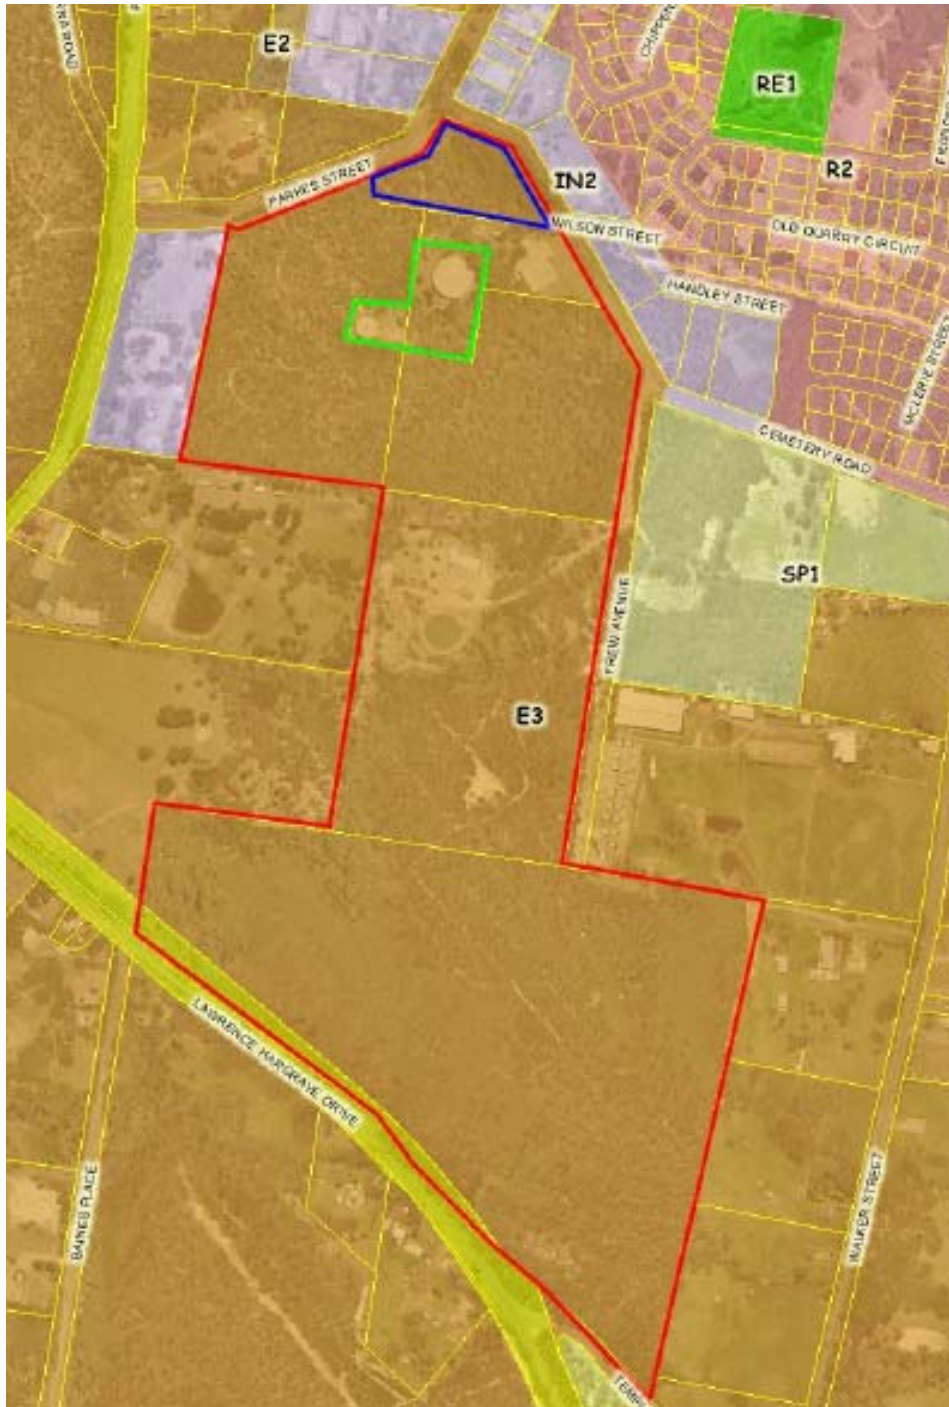 E2
RE1
R2
PARKES STREET
IN2
WILSON STREET
OLD QUARRY CIRCUIT
HANDLEY STREET
CEMETERY ROAD
SP1
FREW AVENUE
E3
LAWRENCE HARGRAVE DRIVE
BAINES PLACE
WALKER STREET